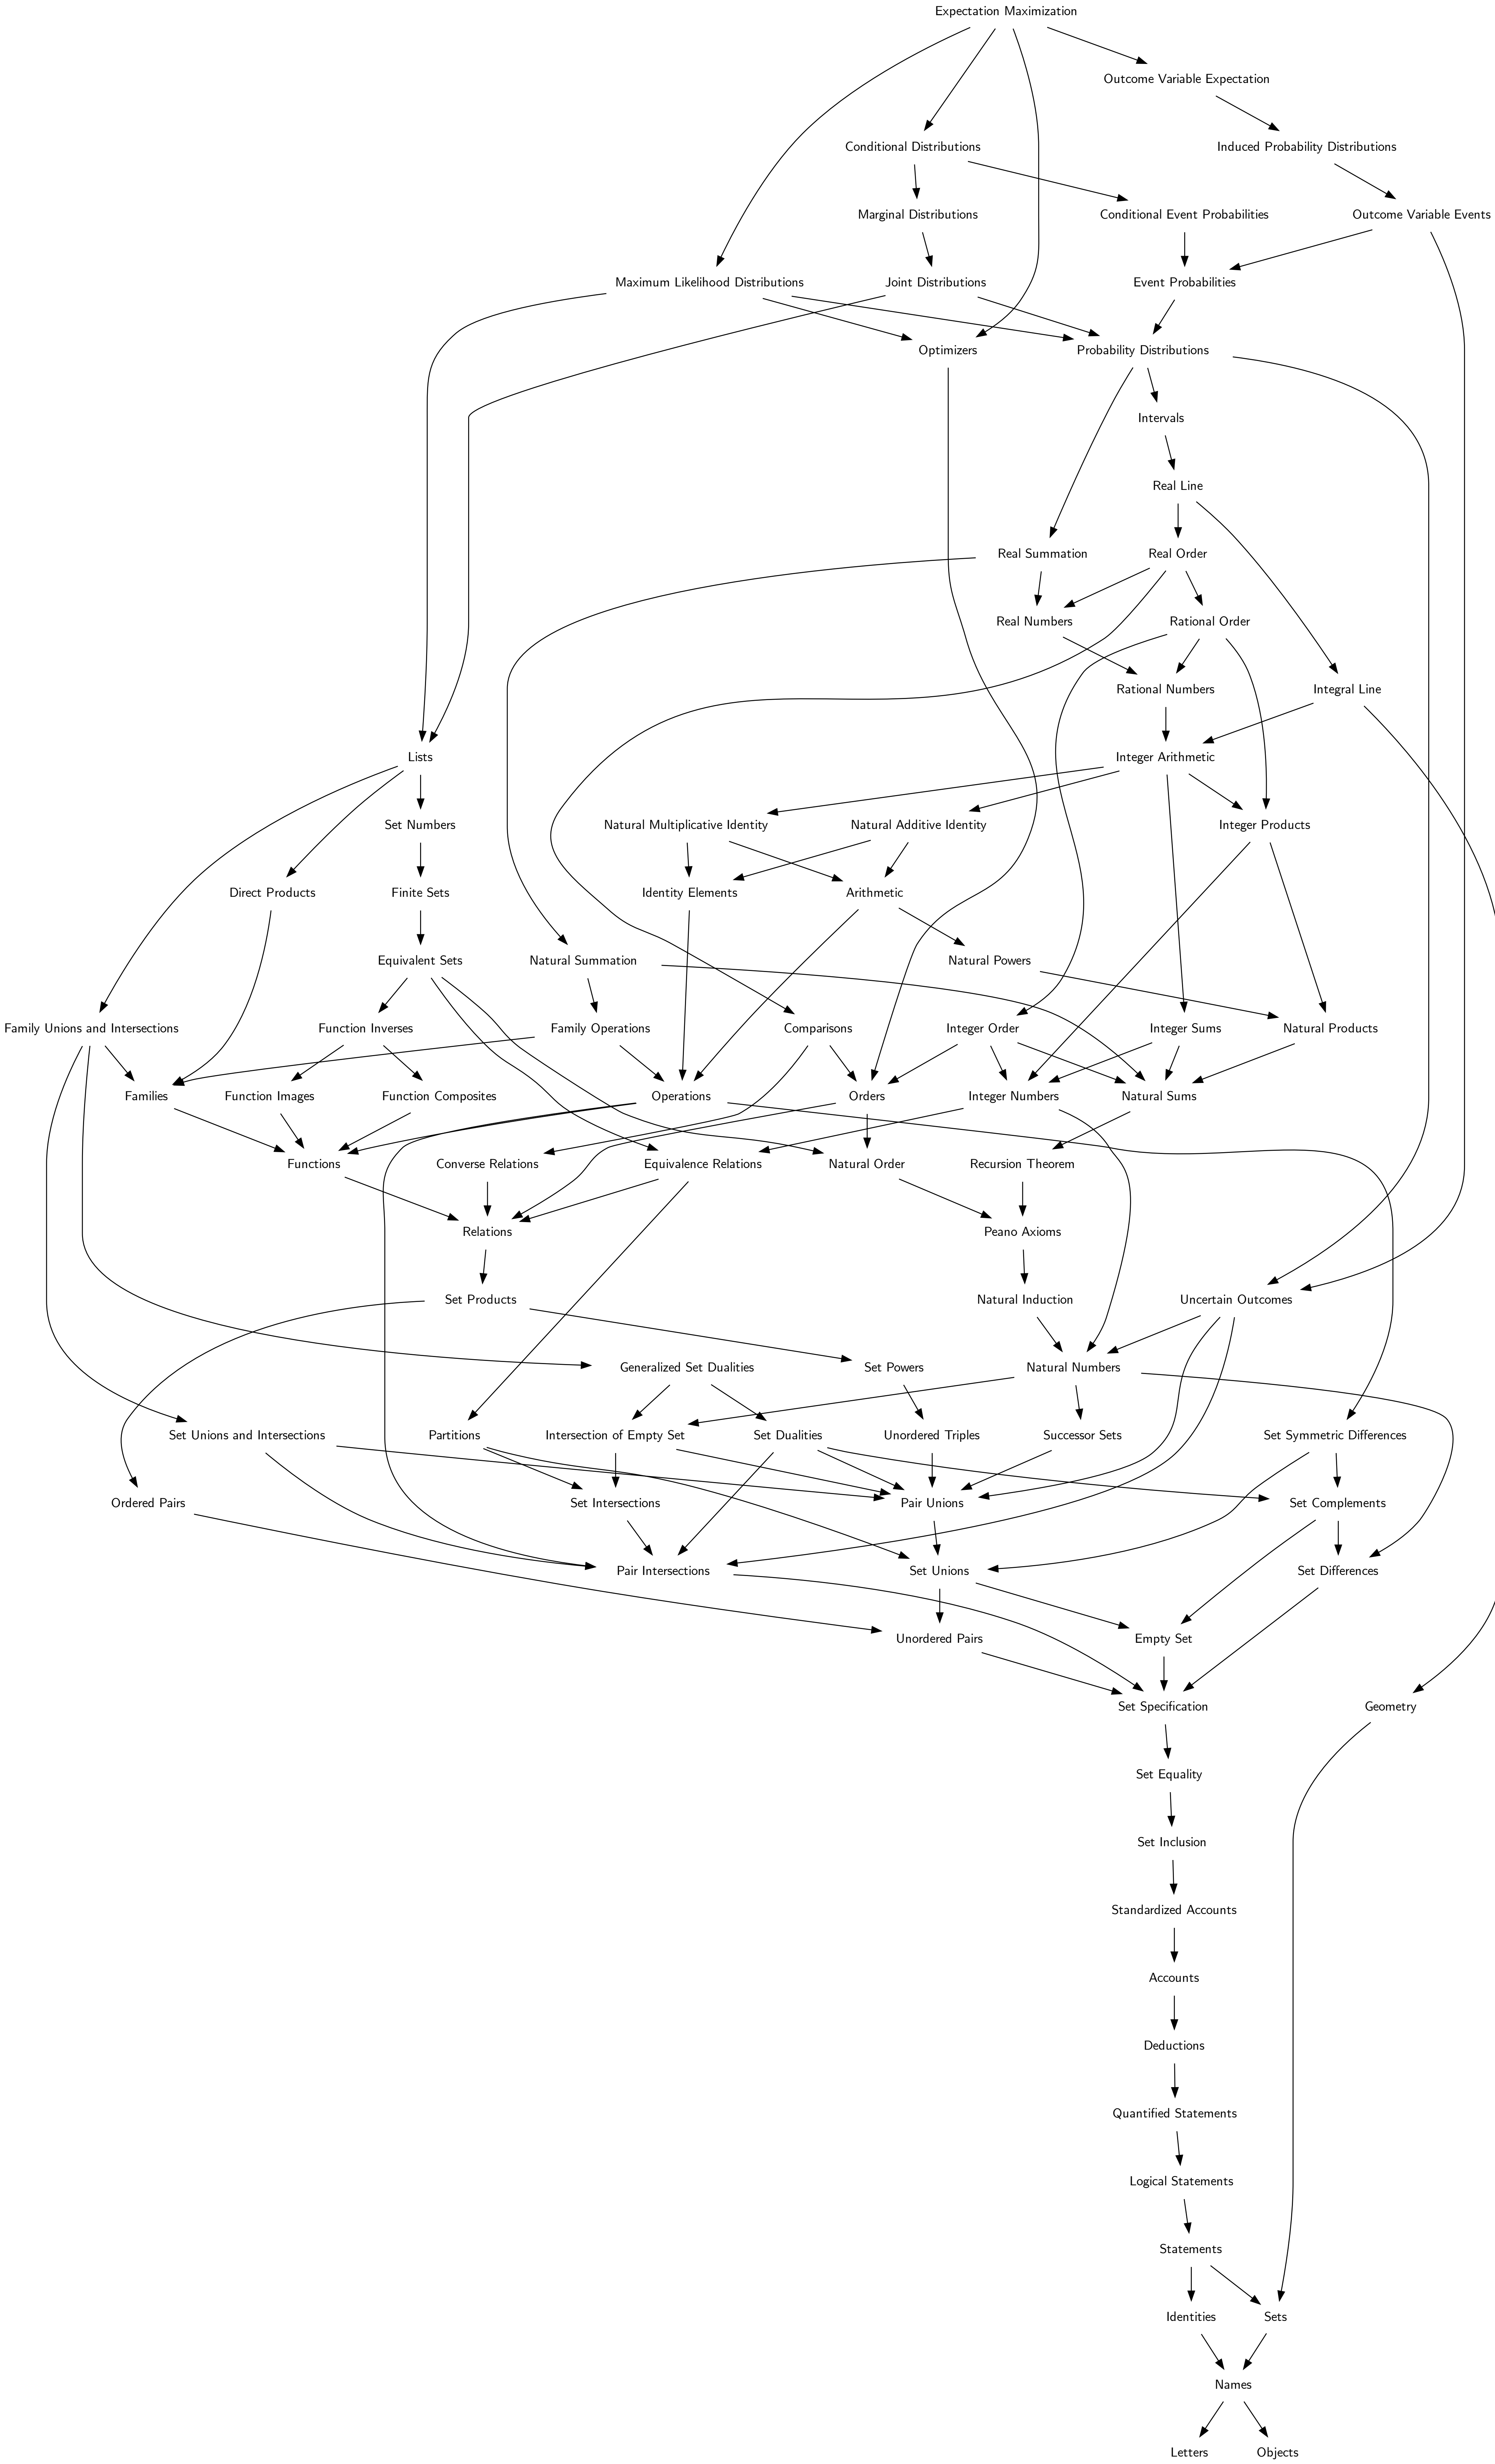 Expectation Maximization
Outcome Variable Expectation
Conditional Distributions
Induced Probability Distributions
Marginal Distributions
Conditional Event Probabilities
Outcome Variable Events
Maximum Likelihood Distributions
Joint Distributions
Event Probabilities
Optimizers
Probability Distributions
Intervals
Real Line
Real Summation
Real Order
Real Numbers
Rational Order
Rational Numbers
Integral Line
Lists
Integer Arithmetic
Set Numbers
Natural Multiplicative Identity
Natural Additive Identity
Integer Products
Direct Products
Finite Sets
Identity Elements
Arithmetic
Equivalent Sets
Natural Summation
Natural Powers
Family Unions and Intersections
Function Inverses
Family Operations
Comparisons
Integer Order
Integer Sums
Natural Products
Families
Function Images
Function Composites
Operations
Orders
Integer Numbers
Natural Sums
Functions
Converse Relations
Equivalence Relations
Natural Order
Recursion Theorem
Relations
Peano Axioms
Set Products
Natural Induction
Uncertain Outcomes
Generalized Set Dualities
Set Powers
Natural Numbers
Set Unions and Intersections
Partitions
Intersection of Empty Set
Set Dualities
Unordered Triples
Successor Sets
Set Symmetric Differences
Ordered Pairs
Set Intersections
Pair Unions
Set Complements
Pair Intersections
Set Unions
Set Differences
Unordered Pairs
Empty Set
Set Specification
Geometry
Set Equality
Set Inclusion
Standardized Accounts
Accounts
Deductions
Quantified Statements
Logical Statements
Statements
Identities
Sets
Names
Letters
Objects